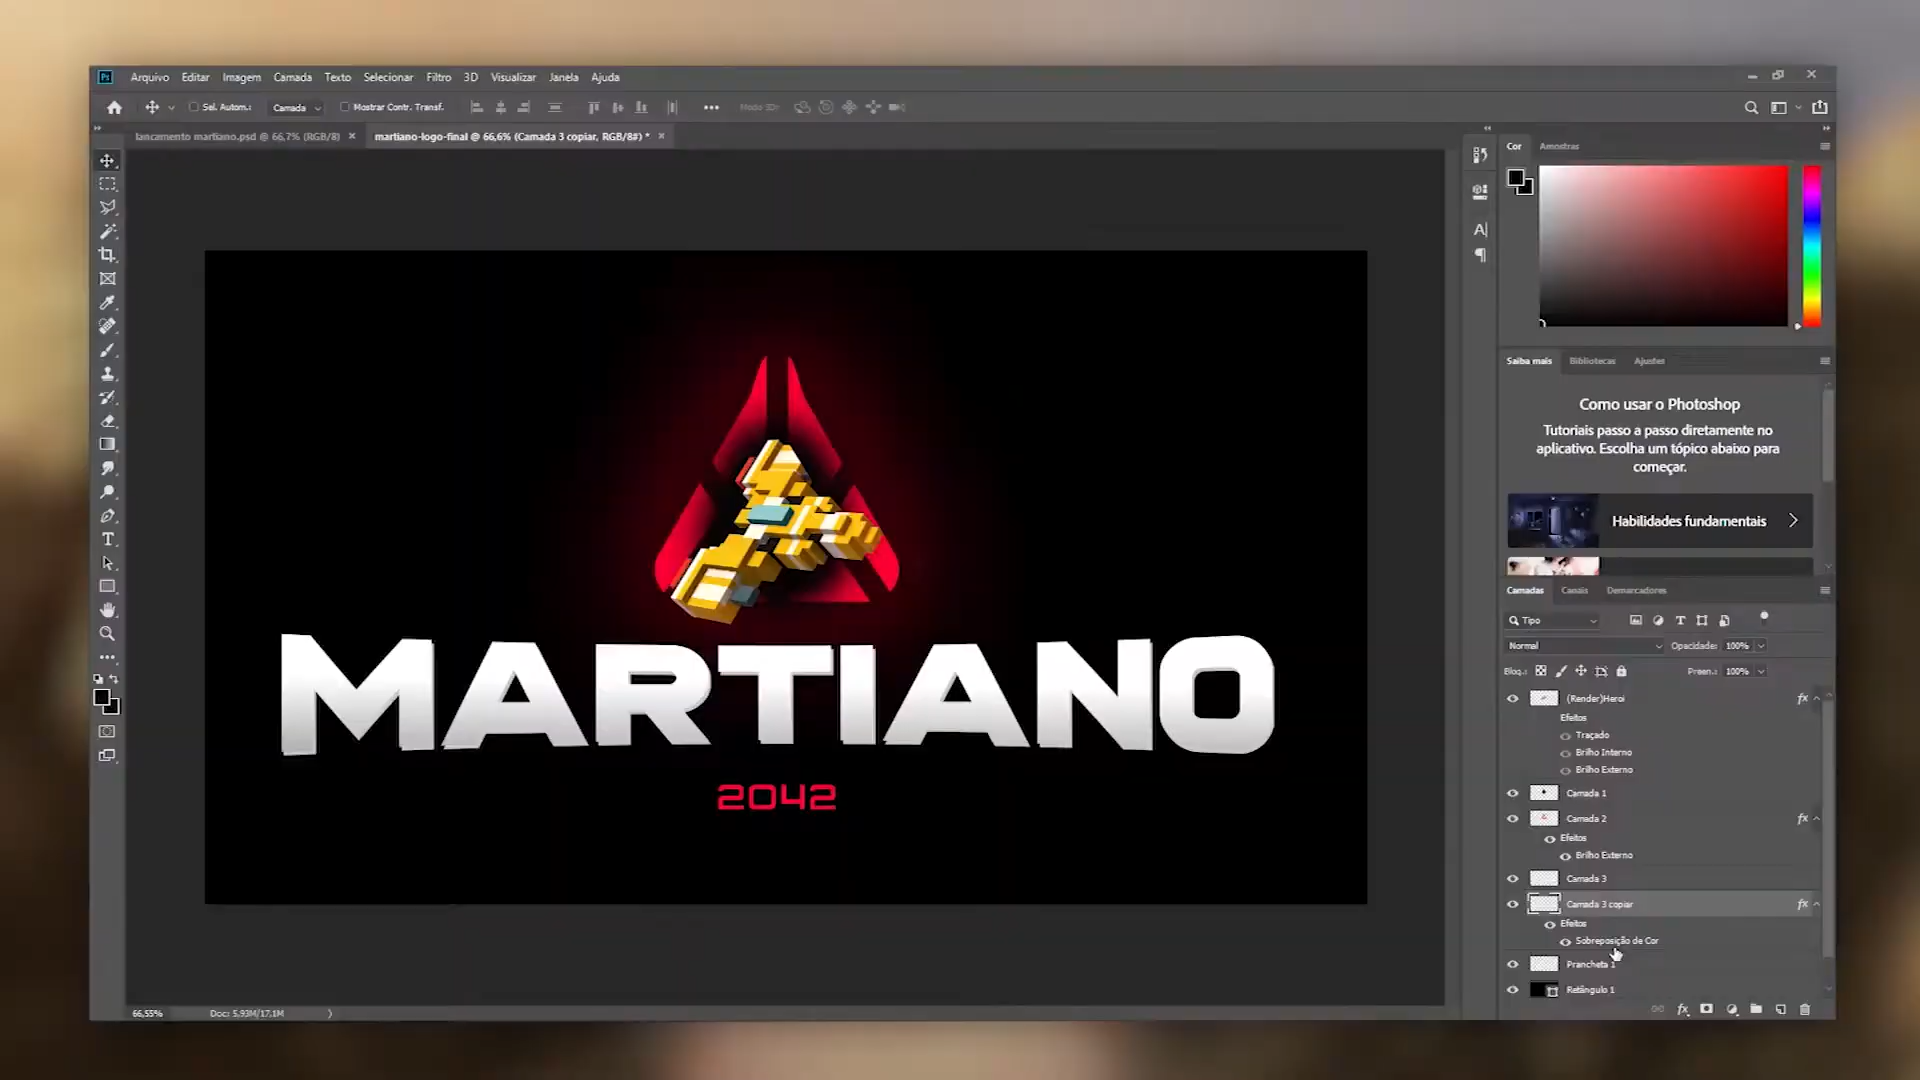 Ps Arquivo Editar Imagem Camada Texto Selecionar Filtro 3D Visualizar Janela Ajuda
Sel. Autom.: Camada Mostrar Contr. Transf. Modo 3D:
lancamento martiano.psd @ 66,7% (RGB/8) martiano-logo-final @ 66,6% (Camada 3 copiar, RGB/8#) *
Cor Amostras
Saiba mais Bibliotecas Ajustes
Como usar o Photoshop
Tutoriais passo a passo diretamente no
aplicativo. Escolha um tópico abaixo para
começar.
Habilidades fundamentais
MARTIANO
2042
Camadas Canais Demarcadores
Tipo
Normal Opacidade: 100%
Bloq.: Preen.: 100%
(Render)Heroi fx
Efeitos
Traçado
Brilho Interno
Brilho Externo
Camada 1
Camada 2 fx
Efeitos
Brilho Externo
Camada 3
Camada 3 copiar fx
Efeitos
Sobreposição de Cor
Prancheta 1
Retângulo 1
66,55% Doc: 5,93M/17,1M